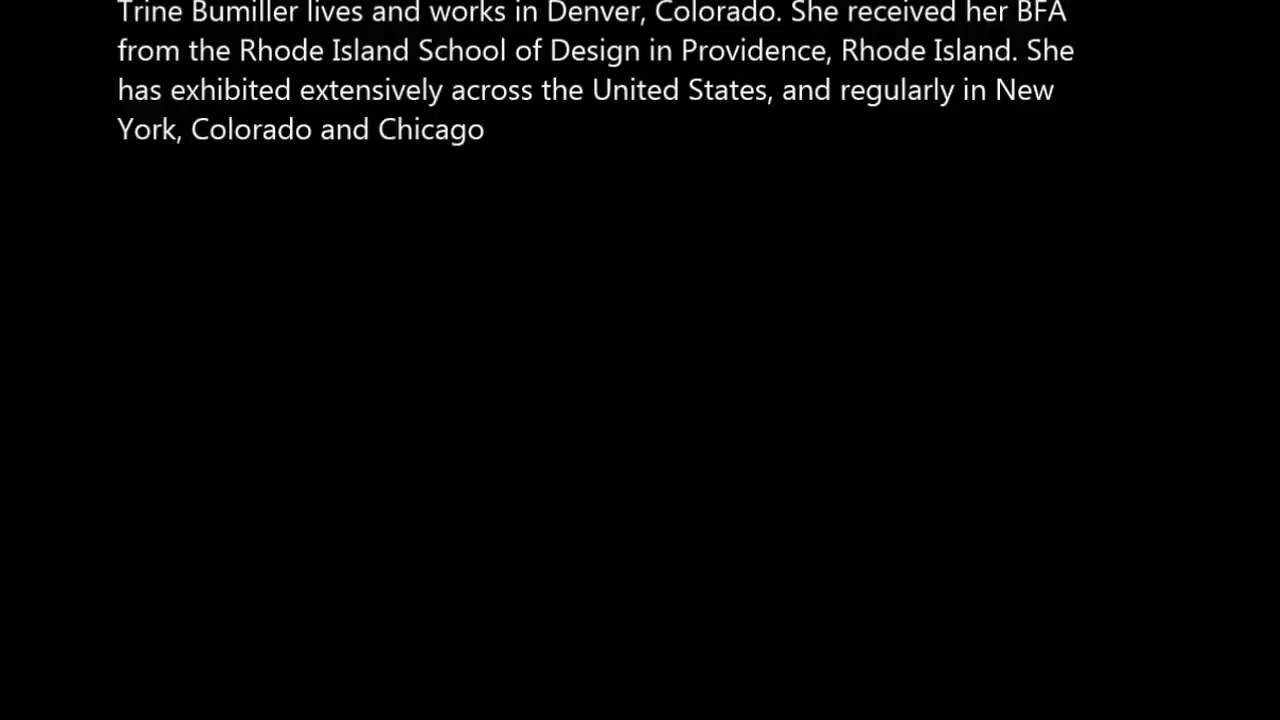 Trine Bumiller lives and works in Denver, Colorado. She received her BFA
from the Rhode Island School of Design in Providence, Rhode Island. She
has exhibited extensively across the United States, and regularly in New
York, Colorado and Chicago